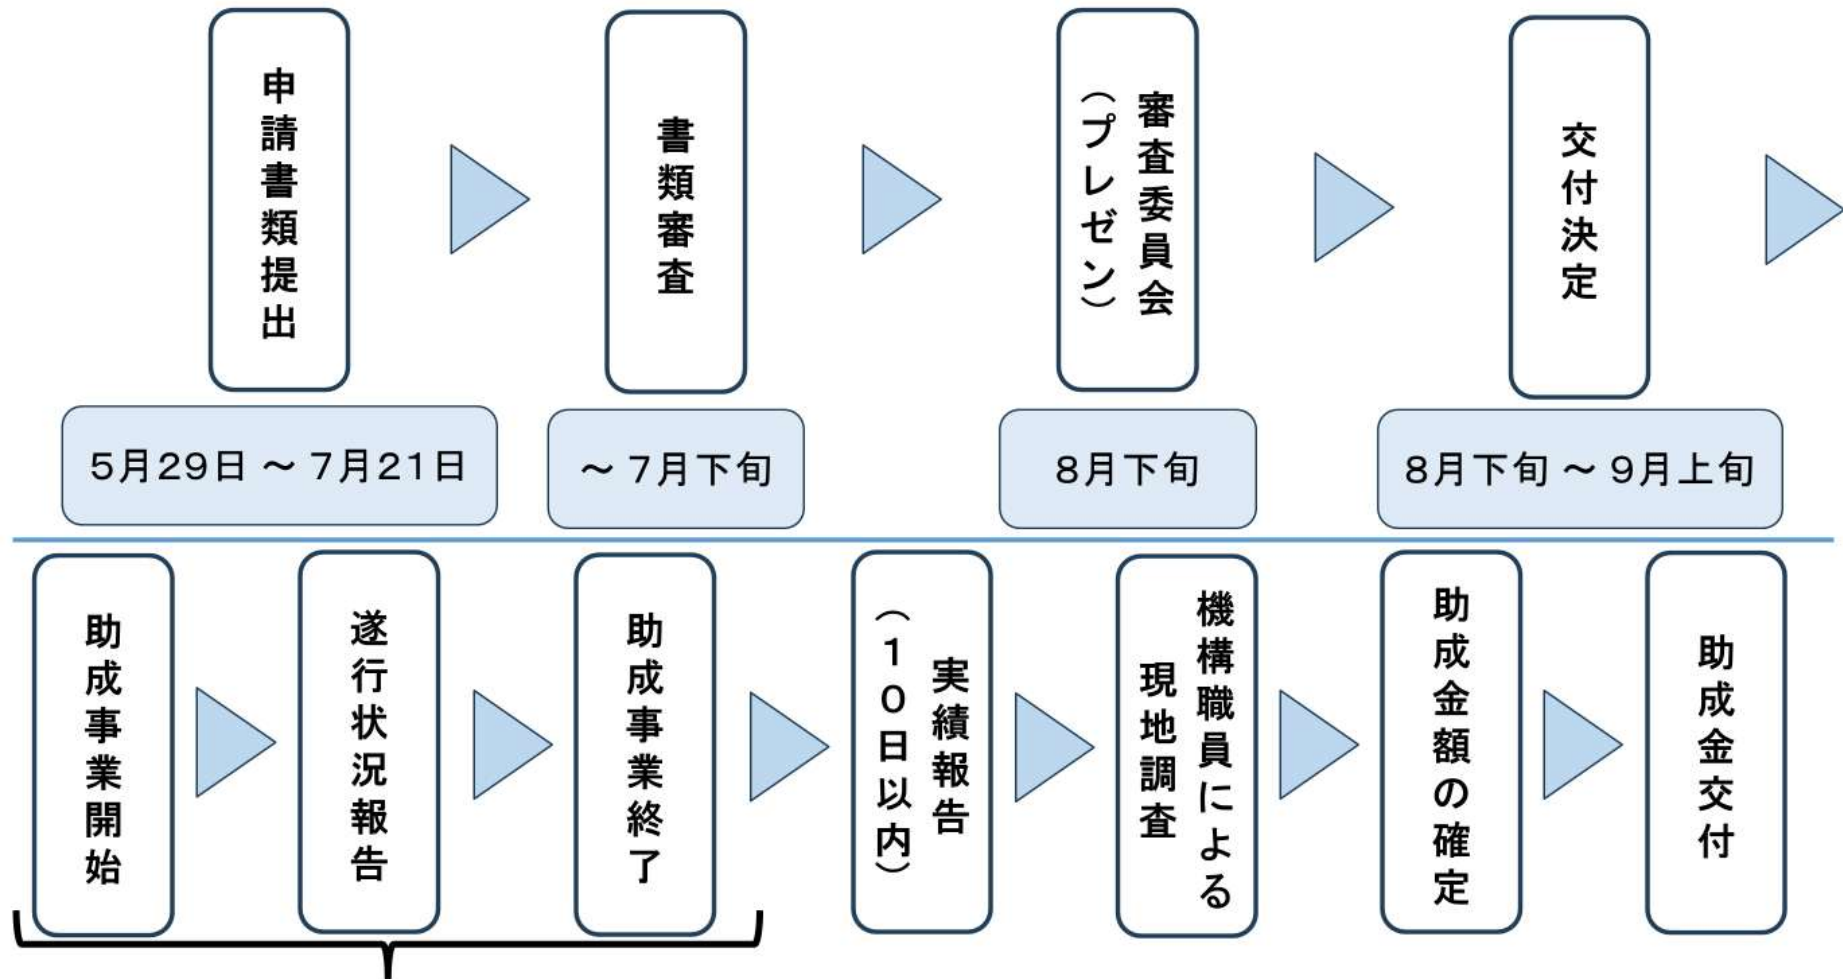 申請書類提出
書類審査
審査委員会
（プレゼン）
交付決定
5月29日 ～ 7月21日
～ 7月下旬
8月下旬
8月下旬 ～ 9月上旬
助成事業開始
遂行状況報告
助成事業終了
実績報告
（10日以内）
機構職員による
現地調査
助成金額の確定
助成金交付